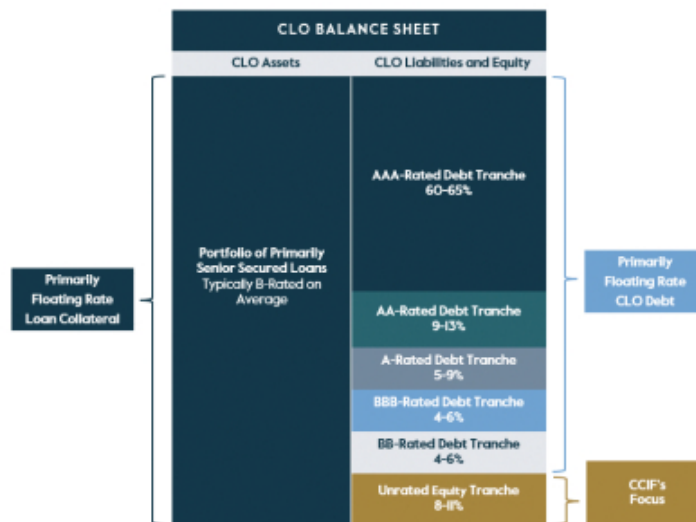 CLO BALANCE SHEET
CLO Assets
CLO Liabilities and Equity
AAA-Rated Debt Tranche
60-65%
Portfolio of Primarily
Senior Secured Loans
Typically B-Rated on
Average
Primarily
Floating Rate
Loan Collateral
Primarily
Floating Rate
CLO Debt
AA-Rated Debt Tranche
9-13%
A-Rated Debt Tranche
5-9%
BBB-Rated Debt Tranche
4-6%
BB-Rated Debt Tranche
4-6%
Unrated Equity Tranche
8-11%
CCIF's
Focus